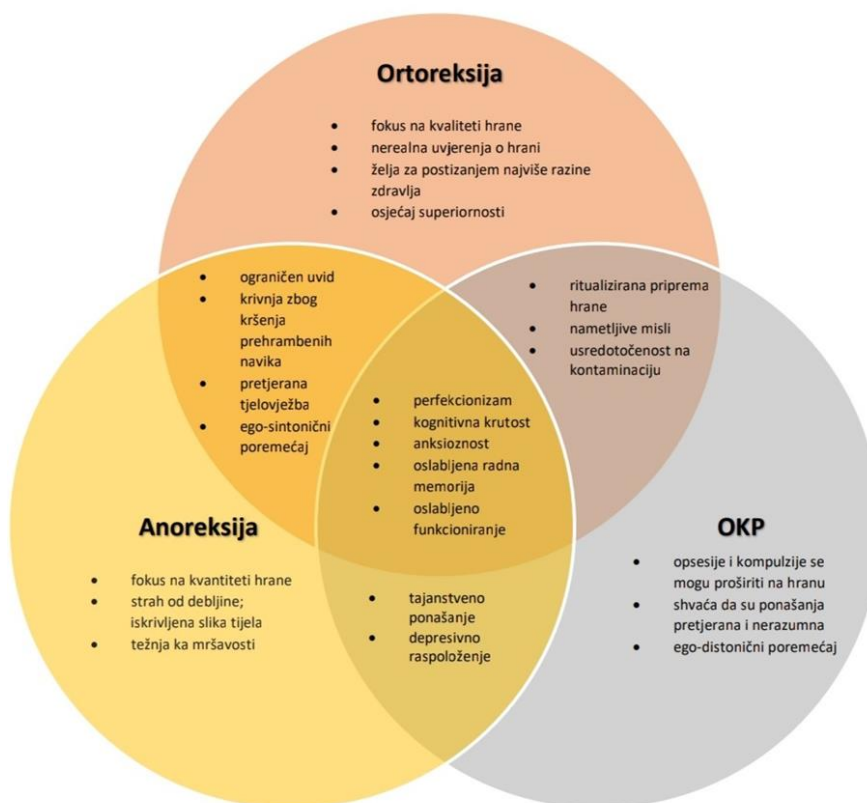 Ortoreksija
• fokus na kvaliteti hrane
• nerealna uvjerenja o hrani
• želja za postizanjem najviše razine
zdravlja
• osjećaj superiornosti
• ograničen uvid
• krivnja zbog
kršenja
prehrambenih
navika
• pretjerana
tjelovježba
• ego-sintonični
poremećaj
• ritualizirana priprema
hrane
• nametljive misli
• usredotočenost na
kontaminaciju
• perfekcionizam
• kognitivna krutost
• anksioznost
• oslabljena radna
memorija
• oslabljeno
funkcioniranje
Anoreksija
• fokus na kvantiteti hrane
• strah od debljine;
iskrivljena slika tijela
• težnja ka mršavosti
• tajanstveno
ponašanje
• depresivno
raspoloženje
OKP
• opsesije i kompulzije se
mogu proširiti na hranu
• shvaća da su ponašanja
pretjerana i nerazumna
• ego-distonični poremećaj